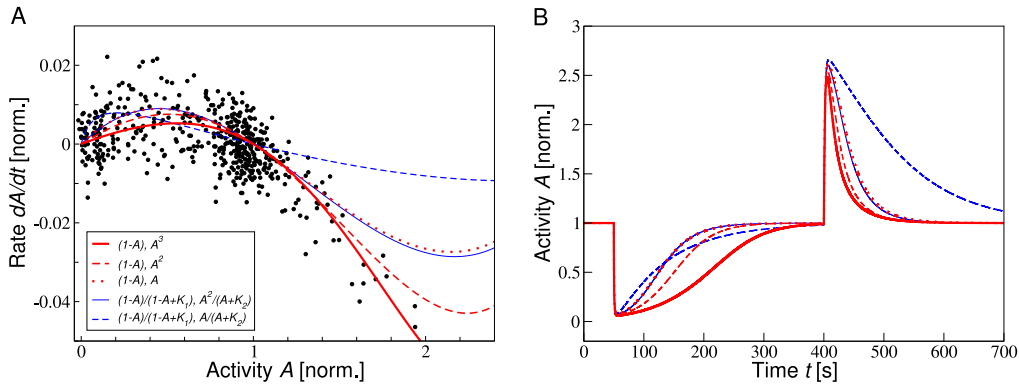 A
Rate dA/dt [norm.]
0.02
0
-0.02
-0.04
(1-A), A³
(1-A), A²
(1-A), A
(1-A)/(1-A+K₁), A²/(A+K₂)
(1-A)/(1-A+K₁), A/(A+K₂)
0 1 2
Activity A [norm.]
B
Activity A [norm.]
3
2.5
2
1.5
1
0.5
0
0 100 200 300 400 500 600 700
Time t [s]